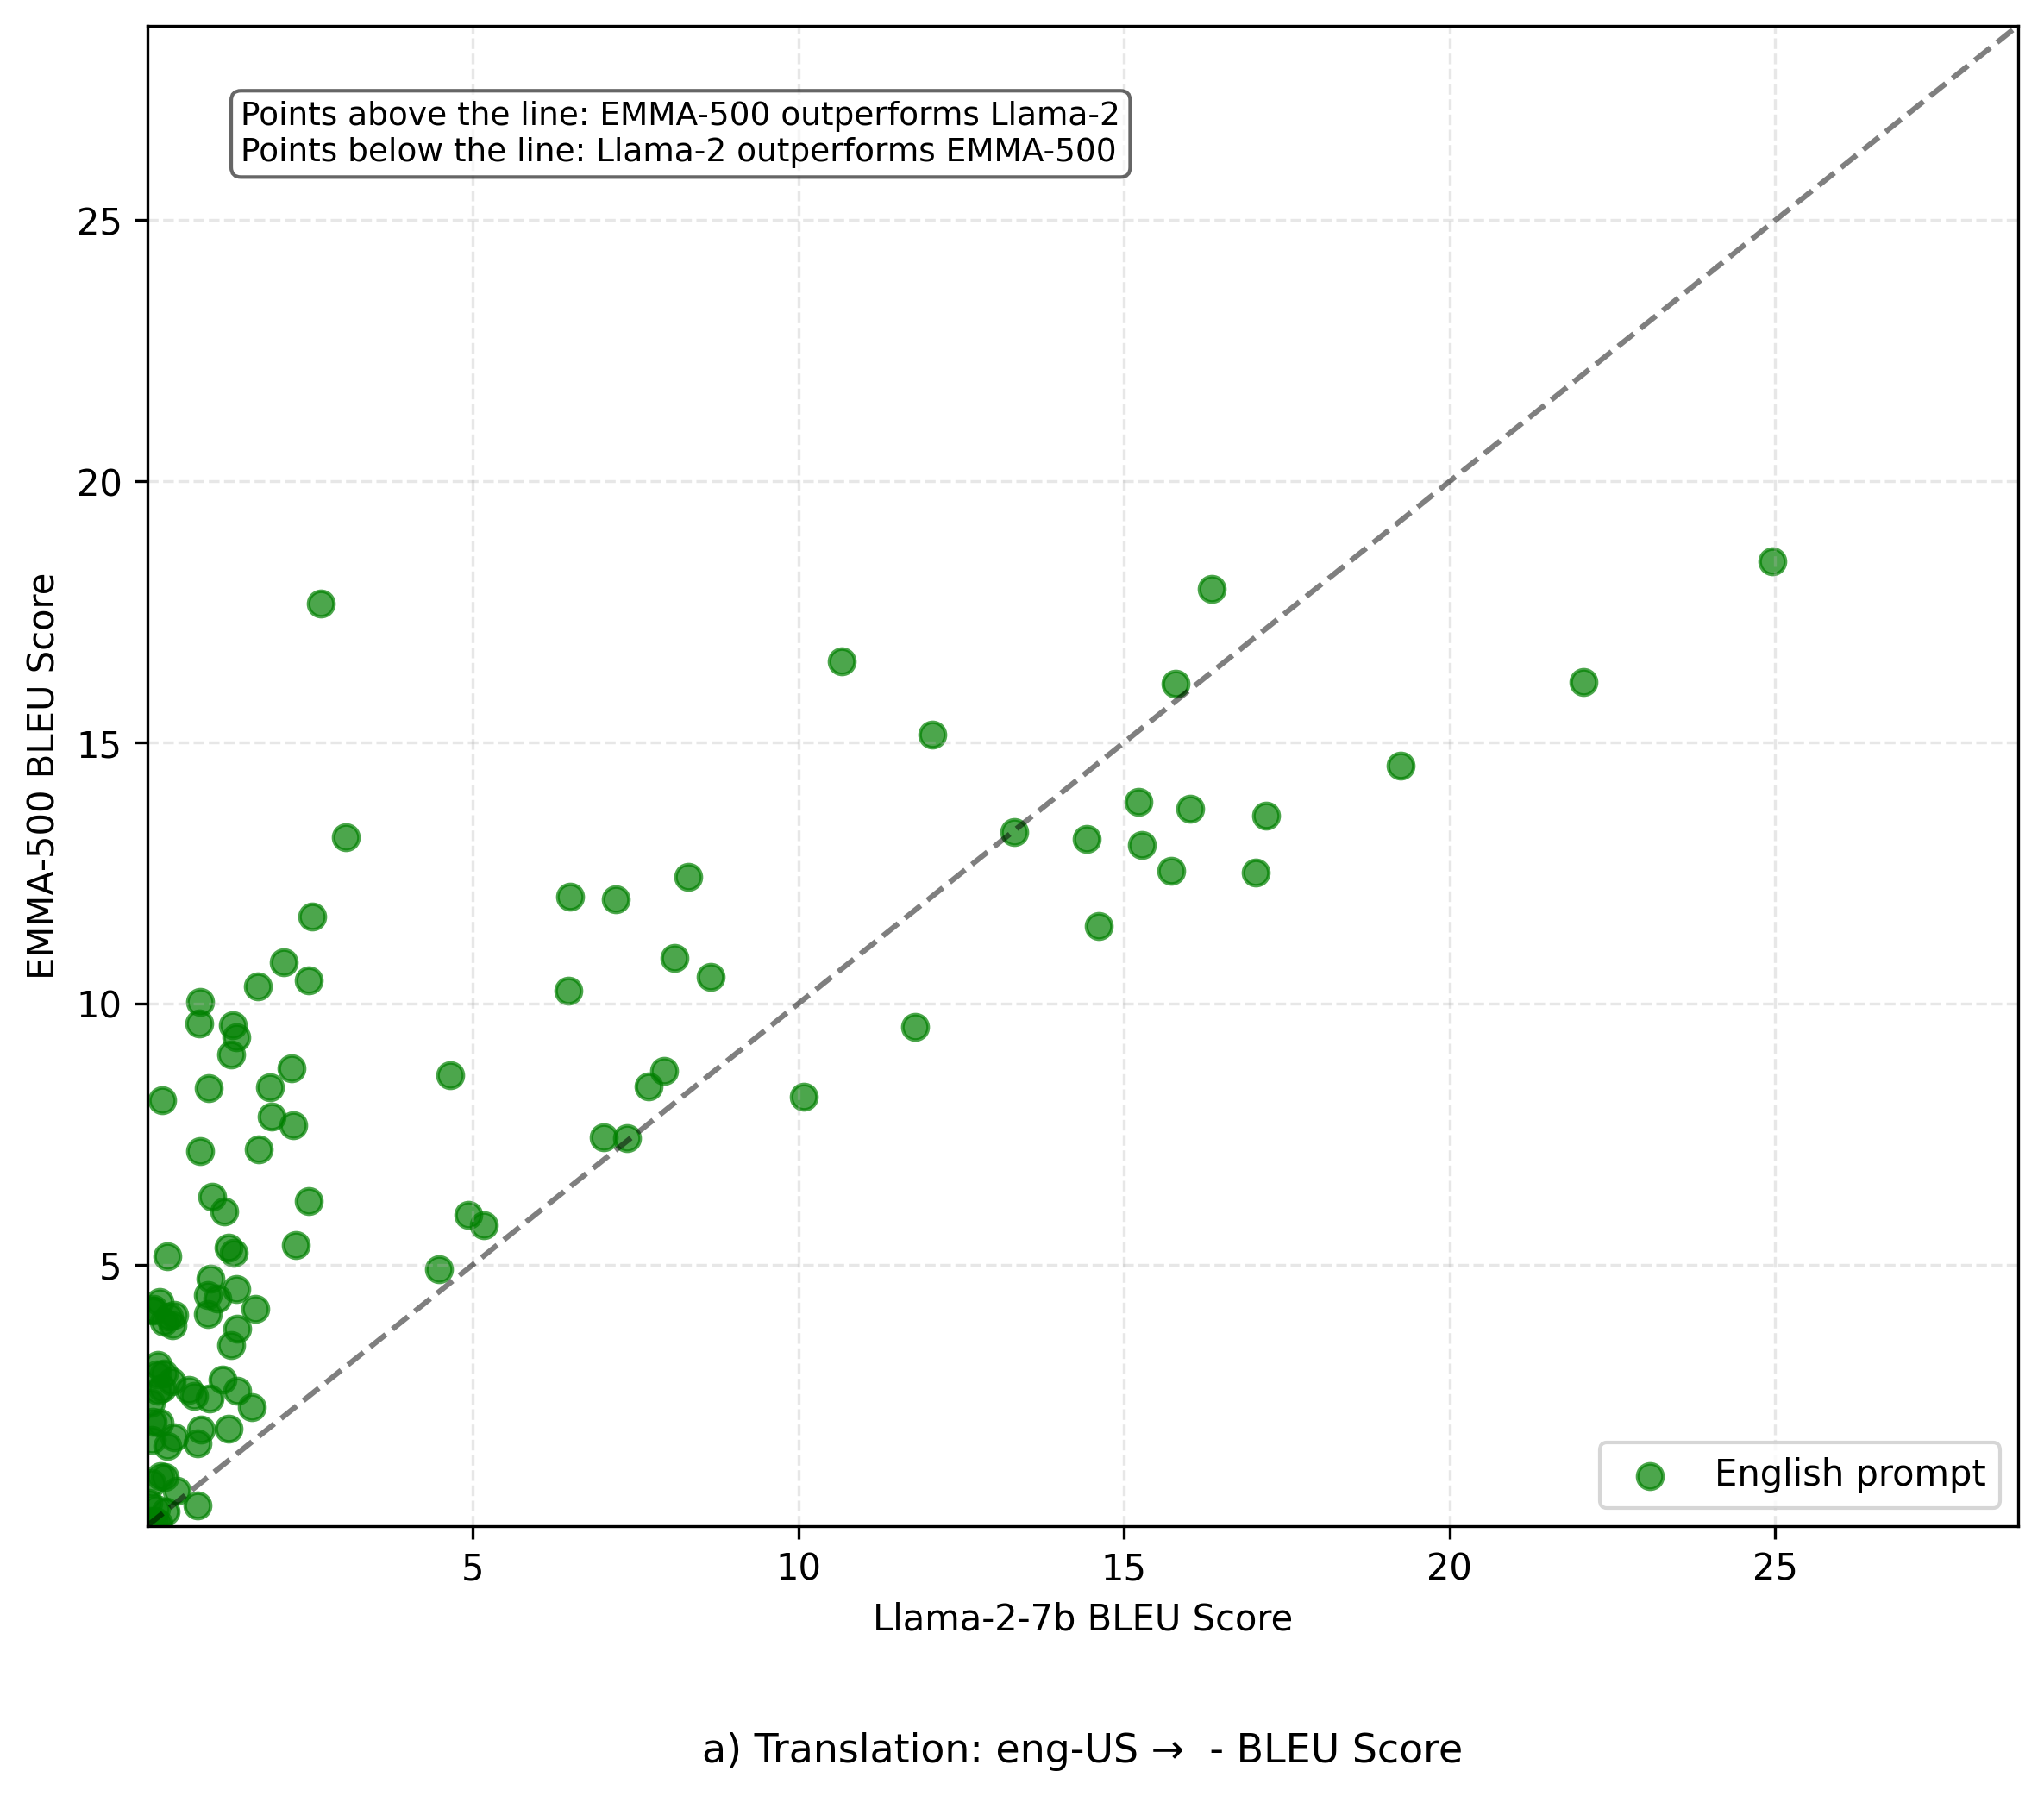 Points above the line: EMMA-500 outperforms Llama-2
Points below the line: Llama-2 outperforms EMMA-500
25
20
15
10
5
EMMA-500 BLEU Score
English prompt
5
10
15
20
25
Llama-2-7b BLEU Score
a) Translation: eng-US → - BLEU Score